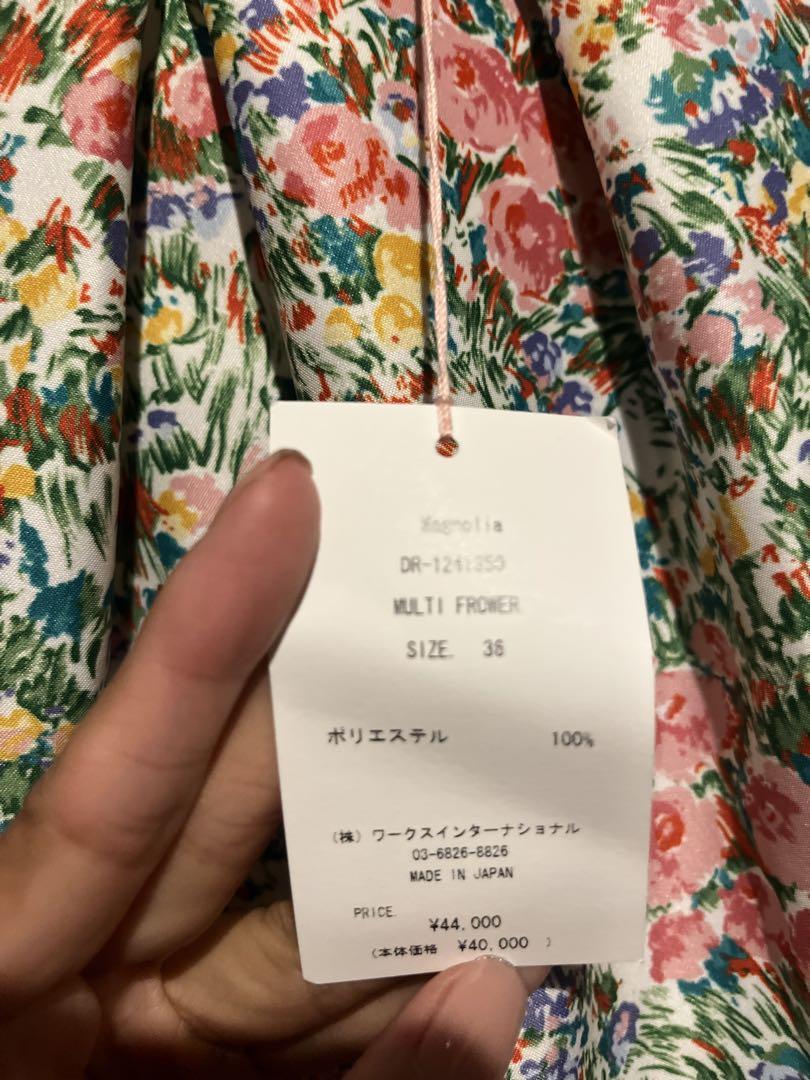 Magnolia
MULTI FROWER
SIZE. 36
ポリエステル 100%
(株) ワークスインターナショナル
03-6826-8826
MADE IN JAPAN
PRICE.
¥44,000
(本体価格 ¥40,000 )